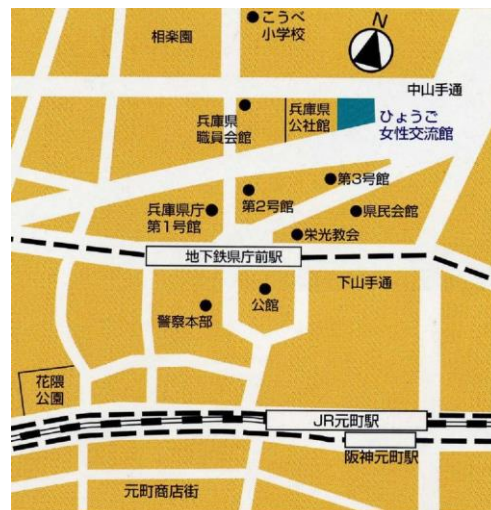 N
こうべ
小学校
相楽園
中山手通
兵庫県
職員会館
兵庫県
公社館
ひょうご
女性交流館
第3号館
第2号館
兵庫県庁
第1号館
県民会館
栄光教会
地下鉄県庁前駅
下山手通
公館
警察本部
花隈
公園
JR元町駅
阪神元町駅
元町商店街